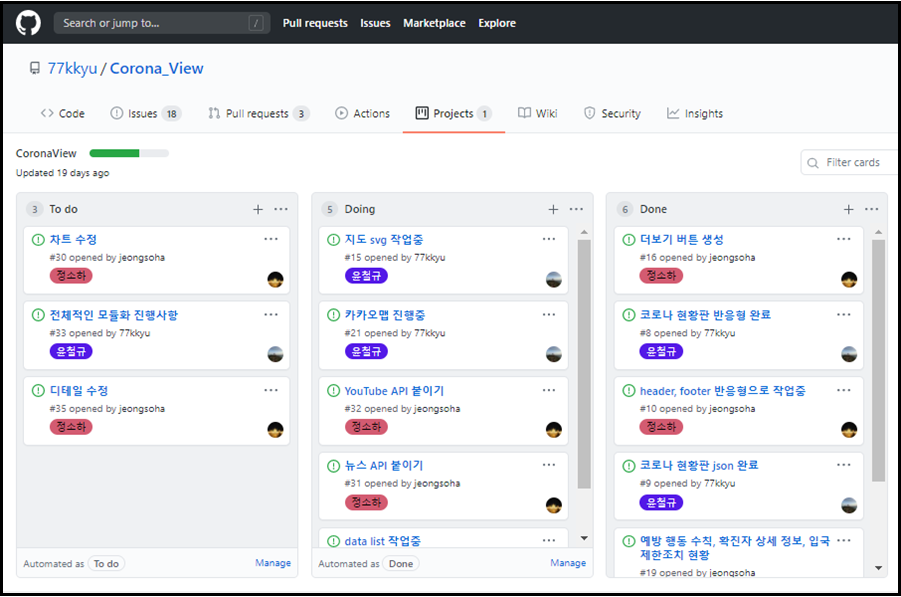 Search or jump to... /
Pull requests Issues Marketplace Explore
77kkyu / Corona_View
Code Issues 18 Pull requests 3 Actions Projects 1 Wiki Security Insights
CoronaView
Updated 19 days ago
Filter cards
3 To do
차트 수정
#30 opened by jeongsoha
정소하
전체적인 모듈화 진행사항
#33 opened by 77kkyu
윤철규
디테일 수정
#35 opened by jeongsoha
정소하
Automated as To do Manage
5 Doing
지도 svg 작업중
#15 opened by 77kkyu
윤철규
카카오맵 진행중
#21 opened by 77kkyu
윤철규
YouTube API 붙이기
#32 opened by jeongsoha
정소하
뉴스 API 붙이기
#31 opened by jeongsoha
정소하
data list 작업중
Automated as Done Manage
6 Done
더보기 버튼 생성
#16 opened by jeongsoha
정소하
코로나 현황판 반응형 완료
#8 opened by 77kkyu
윤철규
header, footer 반응형으로 작업중
#10 opened by jeongsoha
정소하
코로나 현황판 json 완료
#9 opened by 77kkyu
윤철규
예방 행동 수칙, 확진자 상세 정보, 입국
제한조치 현황
#19 opened by jeongsoha